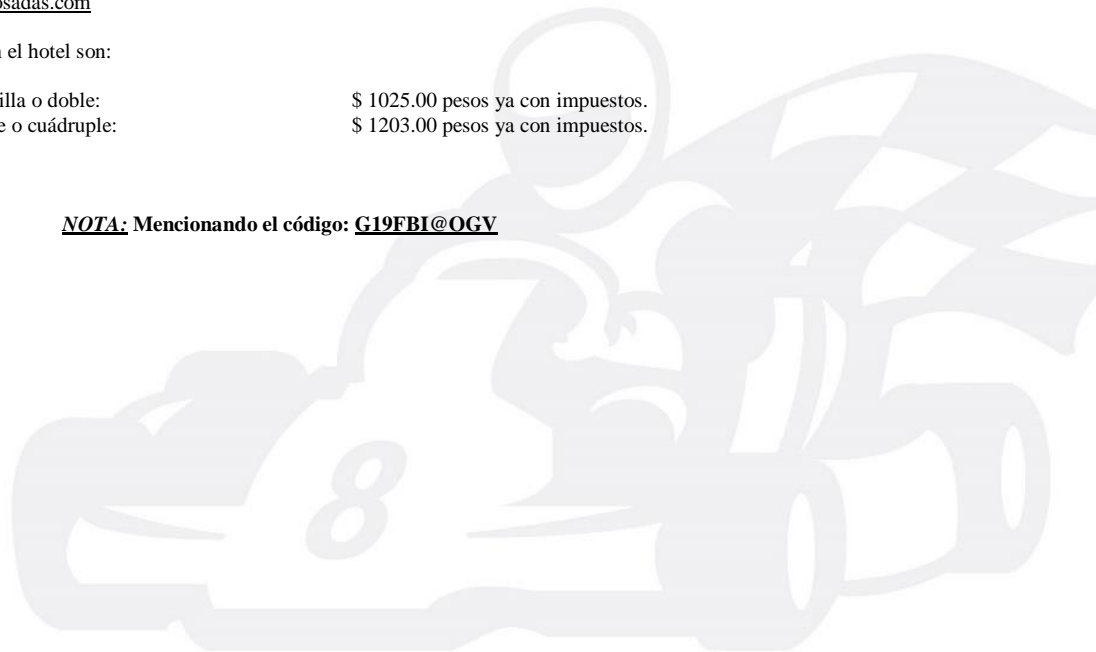 osadas.com
el hotel son:
illa o doble: $ 1025.00 pesos ya con impuestos.
e o cuádruple: $ 1203.00 pesos ya con impuestos.
NOTA: Mencionando el código: G19FBI@OGV
8